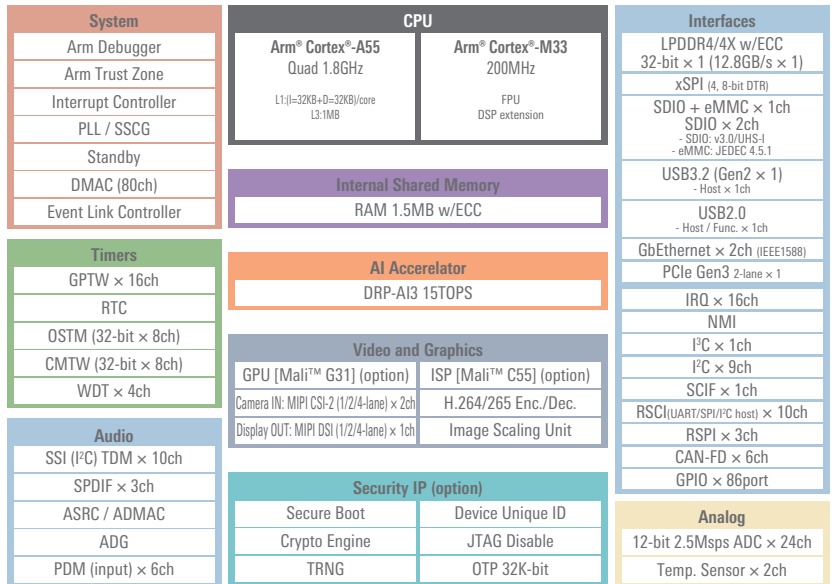 System
Arm Debugger
Arm Trust Zone
Interrupt Controller
PLL / SSCG
Standby
DMAC (80ch)
Event Link Controller
Timers
GPTW × 16ch
RTC
OSTM (32-bit × 8ch)
CMTW (32-bit × 8ch)
WDT × 4ch
Audio
SSI (I²C) TDM × 10ch
SPDIF × 3ch
ASRC / ADMAC
ADG
PDM (input) × 6ch
CPU
Arm® Cortex®-A55
Quad 1.8GHz
L1:(I=32KB+D=32KB)/core
L3:1MB
Arm® Cortex®-M33
200MHz
FPU
DSP extension
Internal Shared Memory
RAM 1.5MB w/ECC
AI Accerelator
DRP-AI3 15TOPS
Video and Graphics
GPU [Mali™ G31] (option)
ISP [Mali™ C55] (option)
Camera IN: MIPI CSI-2 (1/2/4-lane) × 2ch
H.264/265 Enc./Dec.
Display OUT: MIPI DSI (1/2/4-lane) × 1ch
Image Scaling Unit
Security IP (option)
Secure Boot
Device Unique ID
Crypto Engine
JTAG Disable
TRNG
OTP 32K-bit
Interfaces
LPDDR4/4X w/ECC
32-bit × 1 (12.8GB/s × 1)
xSPI (4, 8-bit DTR)
SDIO + eMMC × 1ch
SDIO × 2ch
- SDIO: v3.0/UHS-I
- eMMC: JEDEC 4.5.1
USB3.2 (Gen2 × 1)
- Host × 1ch
USB2.0
- Host / Func. × 1ch
GbEthernet × 2ch (IEEE1588)
PCIe Gen3 2-lane × 1
IRQ × 16ch
NMI
I³C × 1ch
I²C × 9ch
SCIF × 1ch
RSCI(UART/SPI/I²C host) × 10ch
RSPI × 3ch
CAN-FD × 6ch
GPIO × 86port
Analog
12-bit 2.5Msps ADC × 24ch
Temp. Sensor × 2ch